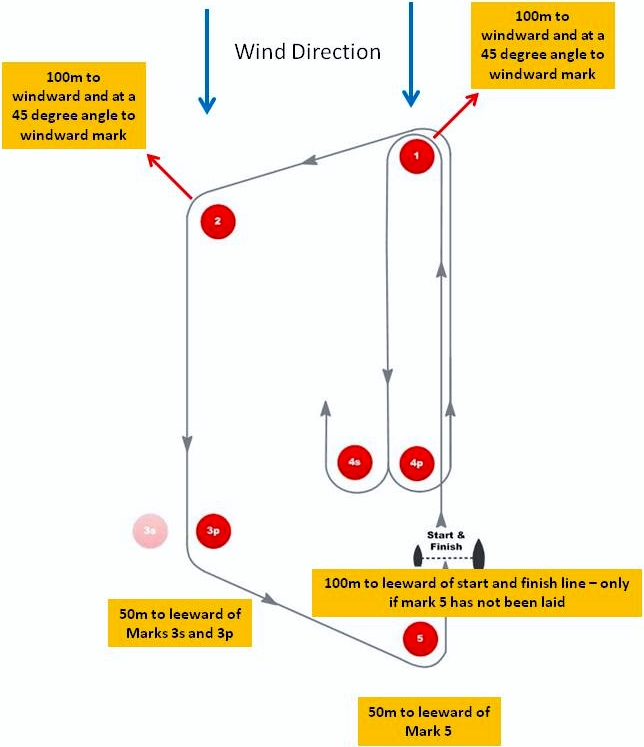 100m to
windward and at a
45 degree angle to
windward mark
Wind Direction
100m to
windward and at a
45 degree angle to
windward mark
1
2
4s
4p
3s
3p
Start &
Finish
100m to leeward of start and finish line – only
if mark 5 has not been laid
50m to leeward of
Marks 3s and 3p
5
50m to leeward of
Mark 5